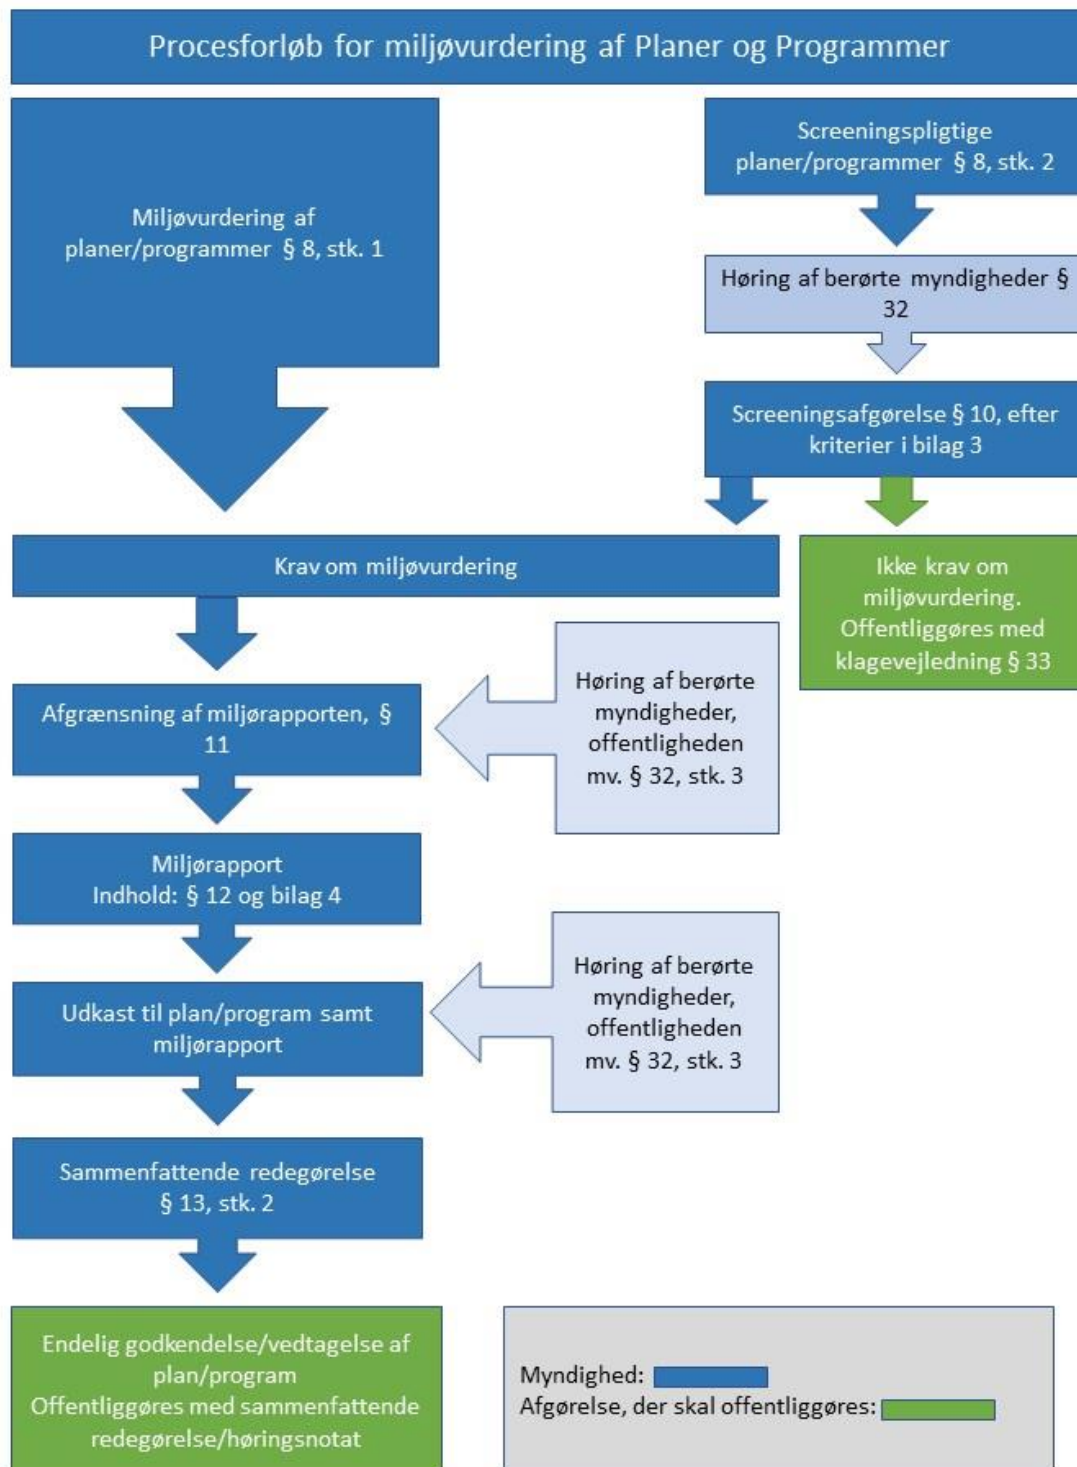 Procesforløb for miljøvurdering af Planer og Programmer
Miljøvurdering af
planer/programmer § 8, stk. 1
Screeningspligtige
planer/programmer § 8, stk. 2
Høring af berørte myndigheder §
32
Screeningsafgørelse § 10, efter
kriterier i bilag 3
Krav om miljøvurdering
Ikke krav om
miljøvurdering.
Offentliggøres med
klagevejledning § 33
Afgrænsning af miljørapporten, §
11
Høring af berørte
myndigheder,
offentligheden
mv. § 32, stk. 3
Miljørapport
Indhold: § 12 og bilag 4
Udkast til plan/program samt
miljørapport
Høring af berørte
myndigheder,
offentligheden
mv. § 32, stk. 3
Sammenfattende redegørelse
§ 13, stk. 2
Endelig godkendelse/vedtagelse af
plan/program
Offentliggøres med sammenfattende
redegørelse/høringsnotat
Myndighed:
Afgørelse, der skal offentliggøres: